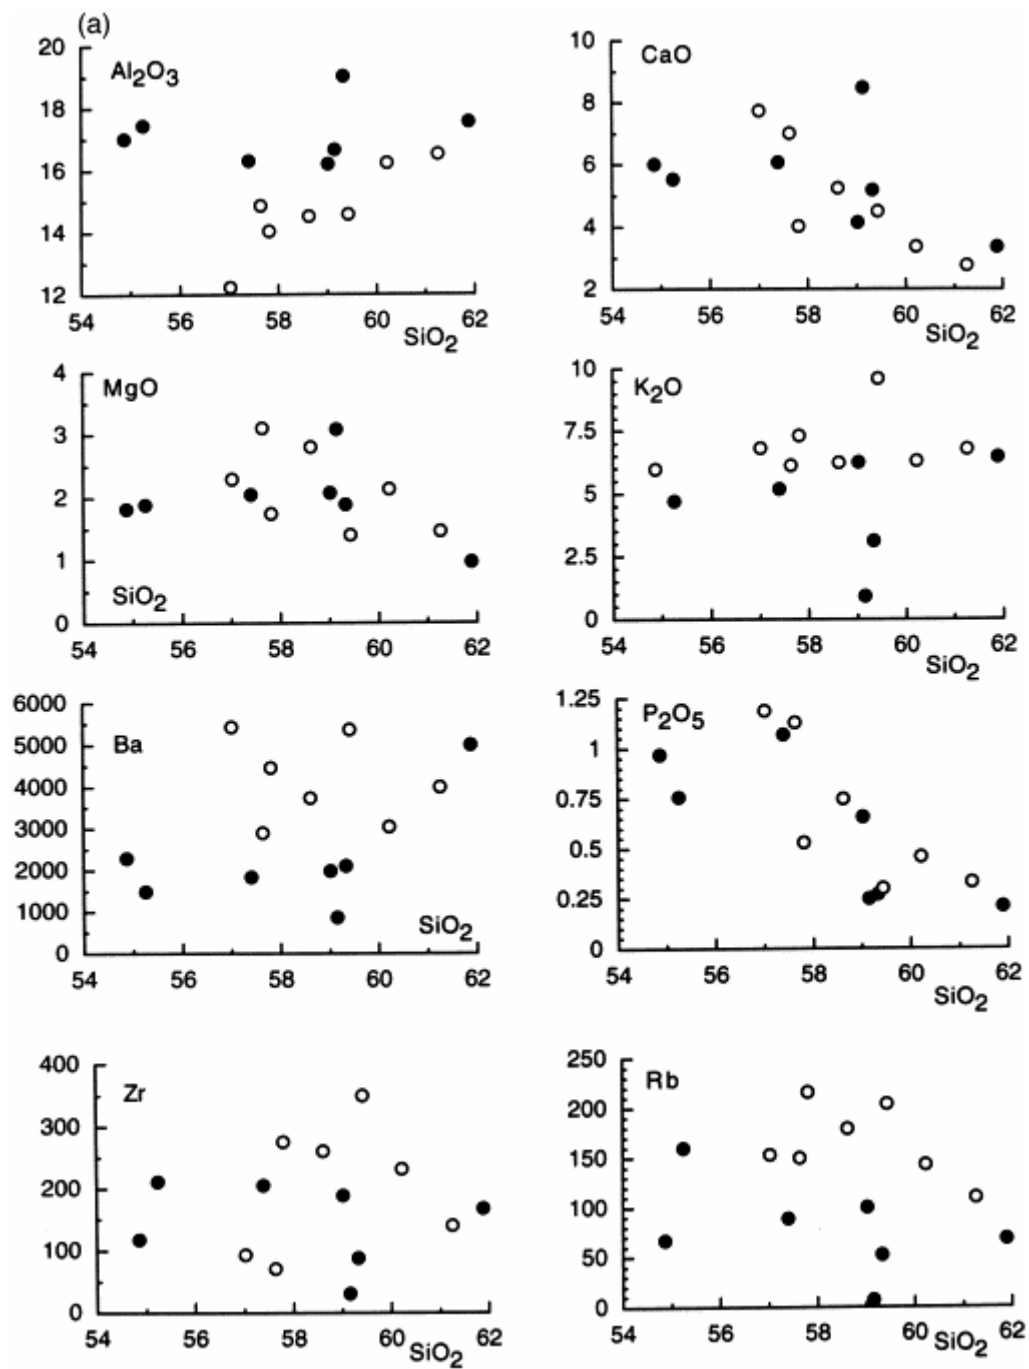 (a)
20
18
16
14
12
Al₂O₃
54 56 58 60 62
SiO₂
10
8
6
4
2
CaO
54 56 58 60 62
SiO₂
4
3
2
1
0
MgO
SiO₂
54 56 58 60 62
10
7.5
5
2.5
0
K₂O
54 56 58 60 62
SiO₂
6000
5000
4000
3000
2000
1000
0
Ba
SiO₂
54 56 58 60 62
1.25
1
0.75
0.5
0.25
0
P₂O₅
54 56 58 60 62
SiO₂
400
300
200
100
0
Zr
54 56 58 60 62
SiO₂
250
200
150
100
50
0
Rb
54 56 58 60 62
SiO₂